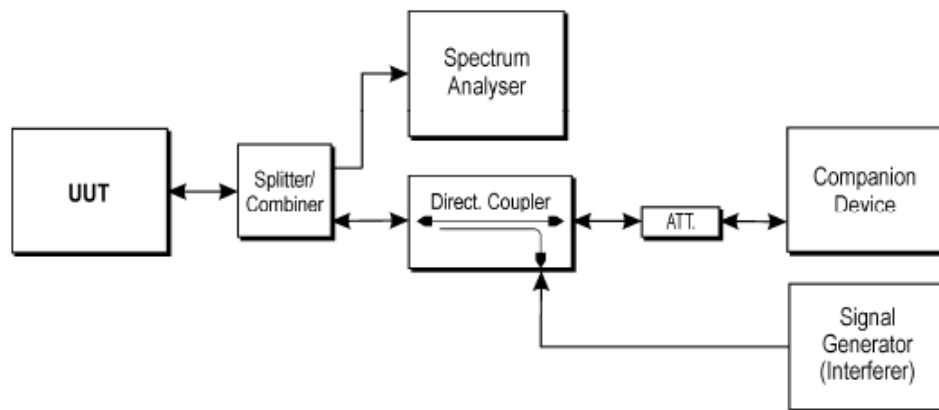 Spectrum
Analyser
UUT
Splitter/
Combiner
Direct. Coupler
ATT.
Companion
Device
Signal
Generator
(Interferer)